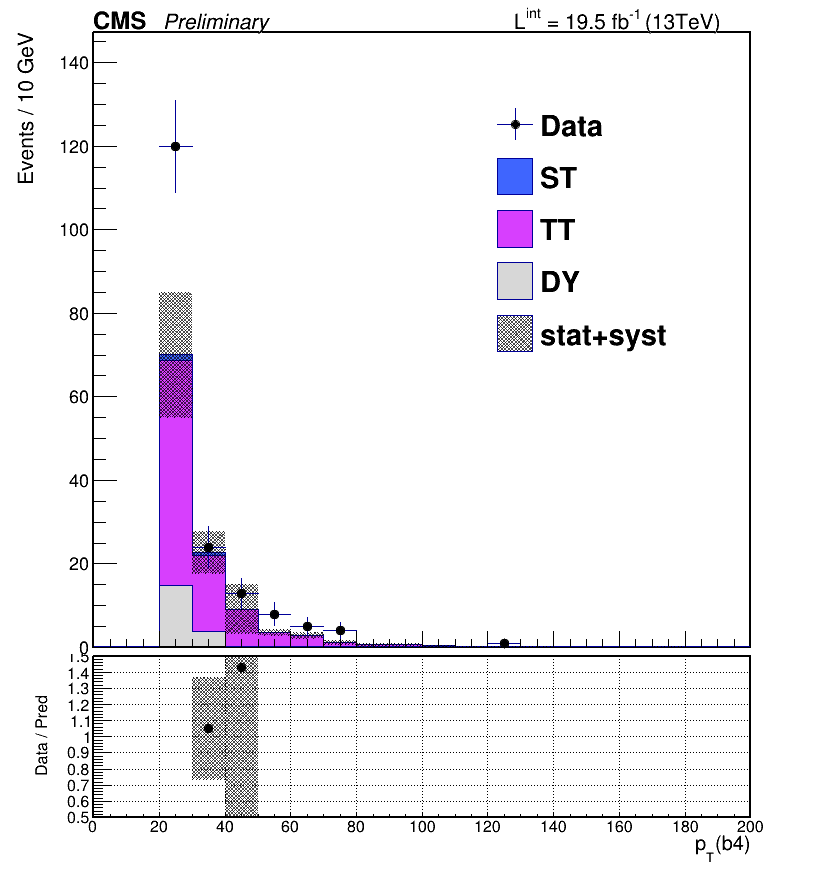 CMS Preliminary L^int = 19.5 fb^-1 (13TeV)
Events / 10 GeV
140
120
100
80
60
40
20
0
Data
ST
TT
DY
stat+syst
Data / Pred
1.5
1.4
1.3
1.2
1.1
1
0.9
0.8
0.7
0.6
0.5
0 20 40 60 80 100 120 140 160 180 200
p_T(b4)